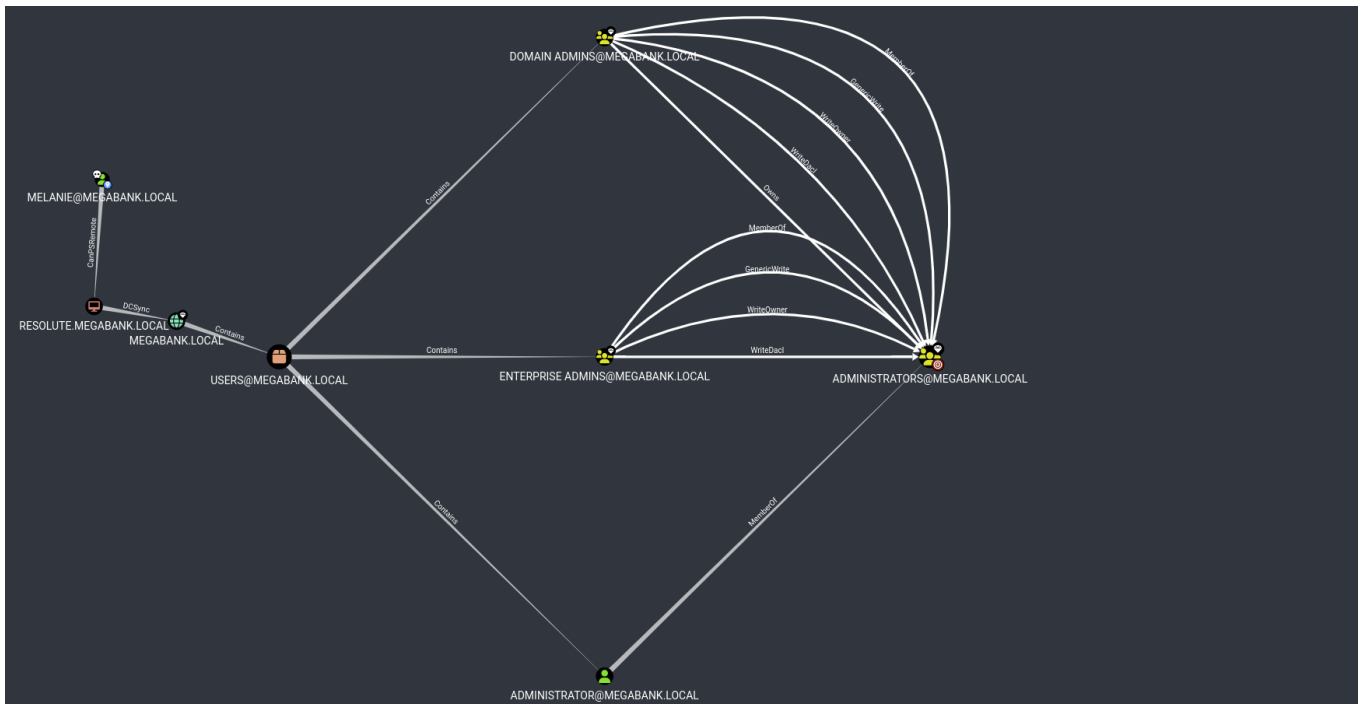 DOMAIN ADMINS@MEGABANK.LOCAL
MemberOf
GenericWrite
WriteOwner
WriteDacl
Owns
Contains
MELANIE@MEGABANK.LOCAL
CanPSRemote
RESOLUTE.MEGABANK.LOCAL
DCSync
MEGABANK.LOCAL
Contains
USERS@MEGABANK.LOCAL
Contains
ENTERPRISE ADMINS@MEGABANK.LOCAL
MemberOf
GenericWrite
WriteOwner
WriteDacl
ADMINISTRATORS@MEGABANK.LOCAL
Contains
MemberOf
ADMINISTRATOR@MEGABANK.LOCAL